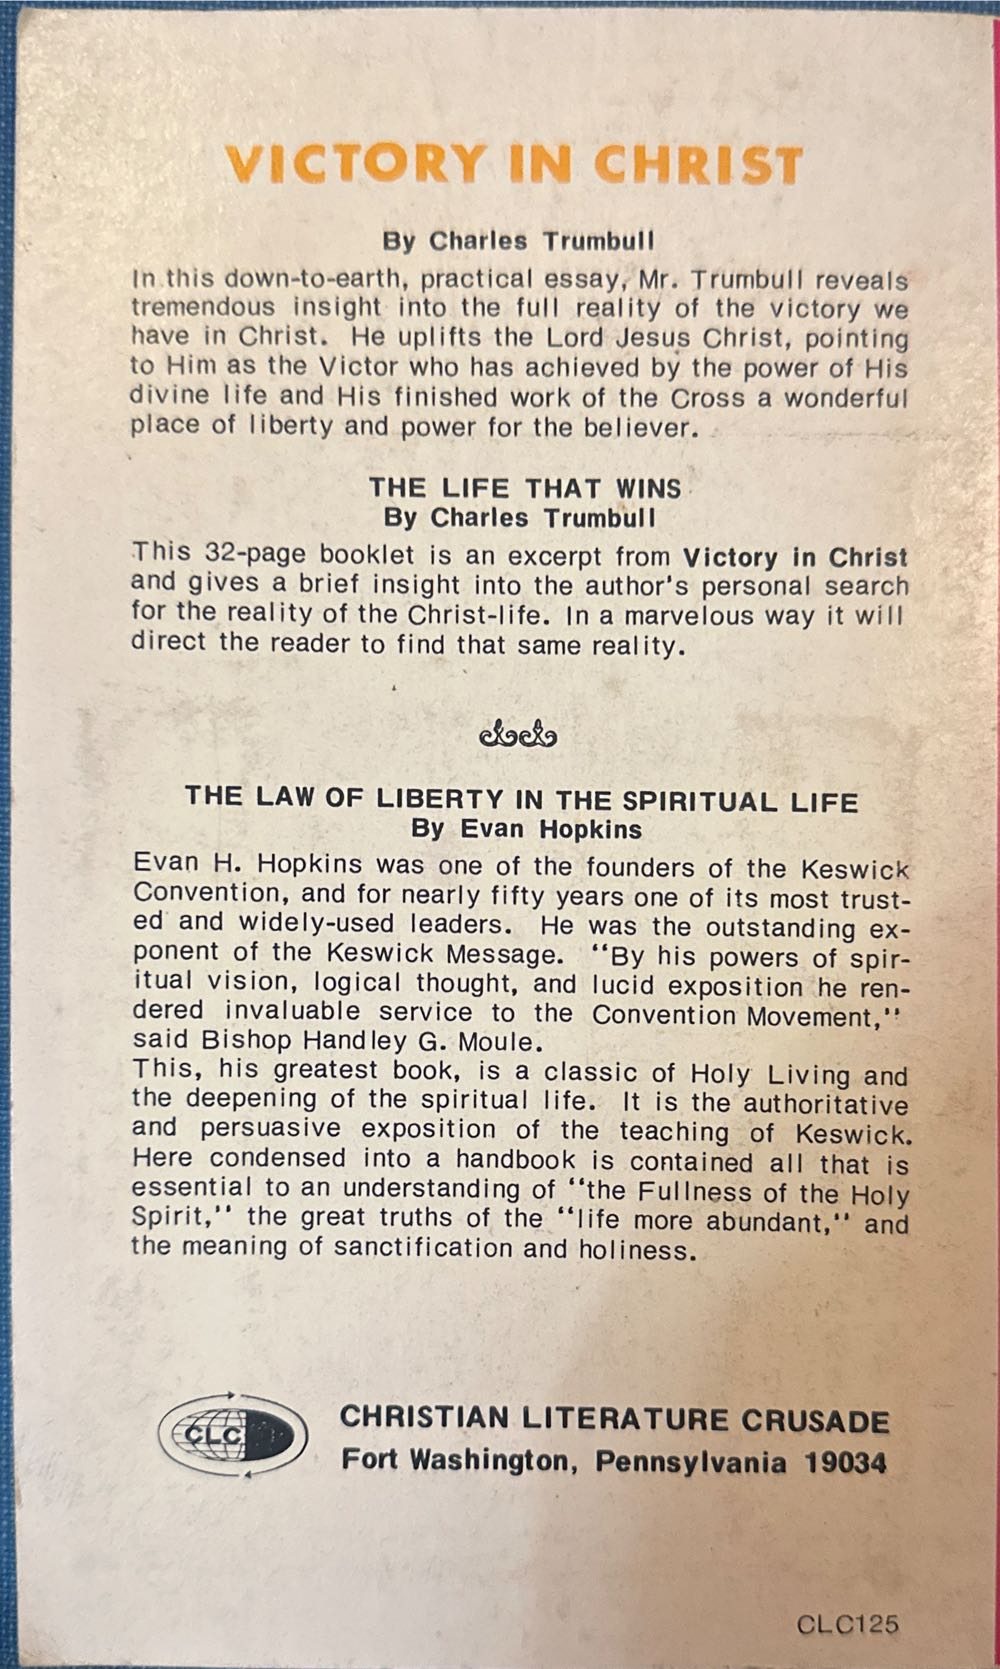 VICTORY IN CHRIST
By Charles Trumbull
In this down-to-earth, practical essay, Mr. Trumbull reveals
tremendous insight into the full reality of the victory we
have in Christ. He uplifts the Lord Jesus Christ, pointing
to Him as the Victor who has achieved by the power of His
divine life and His finished work of the Cross a wonderful
place of liberty and power for the believer.
THE LIFE THAT WINS
By Charles Trumbull
This 32-page booklet is an excerpt from Victory in Christ
and gives a brief insight into the author's personal search
for the reality of the Christ-life. In a marvelous way it will
direct the reader to find that same reality.
THE LAW OF LIBERTY IN THE SPIRITUAL LIFE
By Evan Hopkins
Evan H. Hopkins was one of the founders of the Keswick
Convention, and for nearly fifty years one of its most trust-
ed and widely-used leaders. He was the outstanding ex-
ponent of the Keswick Message. "By his powers of spir-
itual vision, logical thought, and lucid exposition he ren-
dered invaluable service to the Convention Movement,"
said Bishop Handley G. Moule.
This, his greatest book, is a classic of Holy Living and
the deepening of the spiritual life. It is the authoritative
and persuasive exposition of the teaching of Keswick.
Here condensed into a handbook is contained all that is
essential to an understanding of "the Fullness of the Holy
Spirit," the great truths of the "life more abundant," and
the meaning of sanctification and holiness.
CLC
CHRISTIAN LITERATURE CRUSADE
Fort Washington, Pennsylvania 19034
CLC125